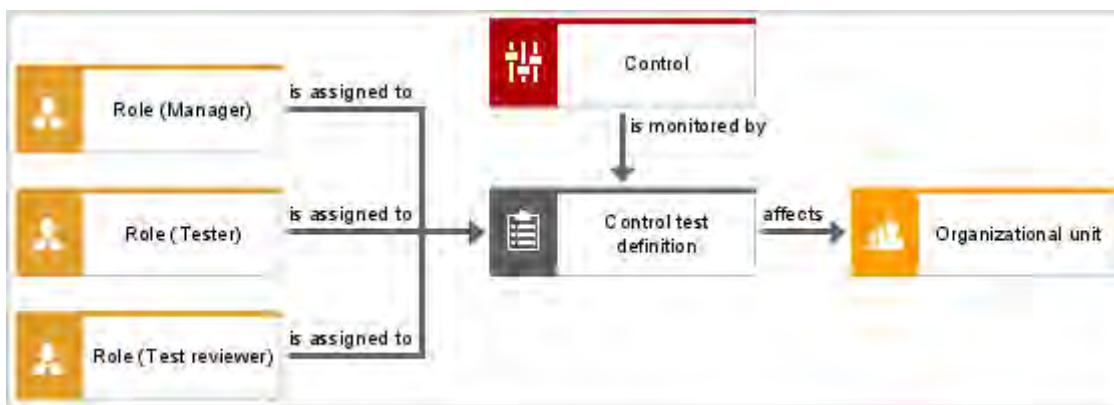 Control
is assigned to
Role (Manager)
is monitored by
is assigned to
Role (Tester)
Control test
definition
affects
Organizational unit
is assigned to
Role (Test reviewer)